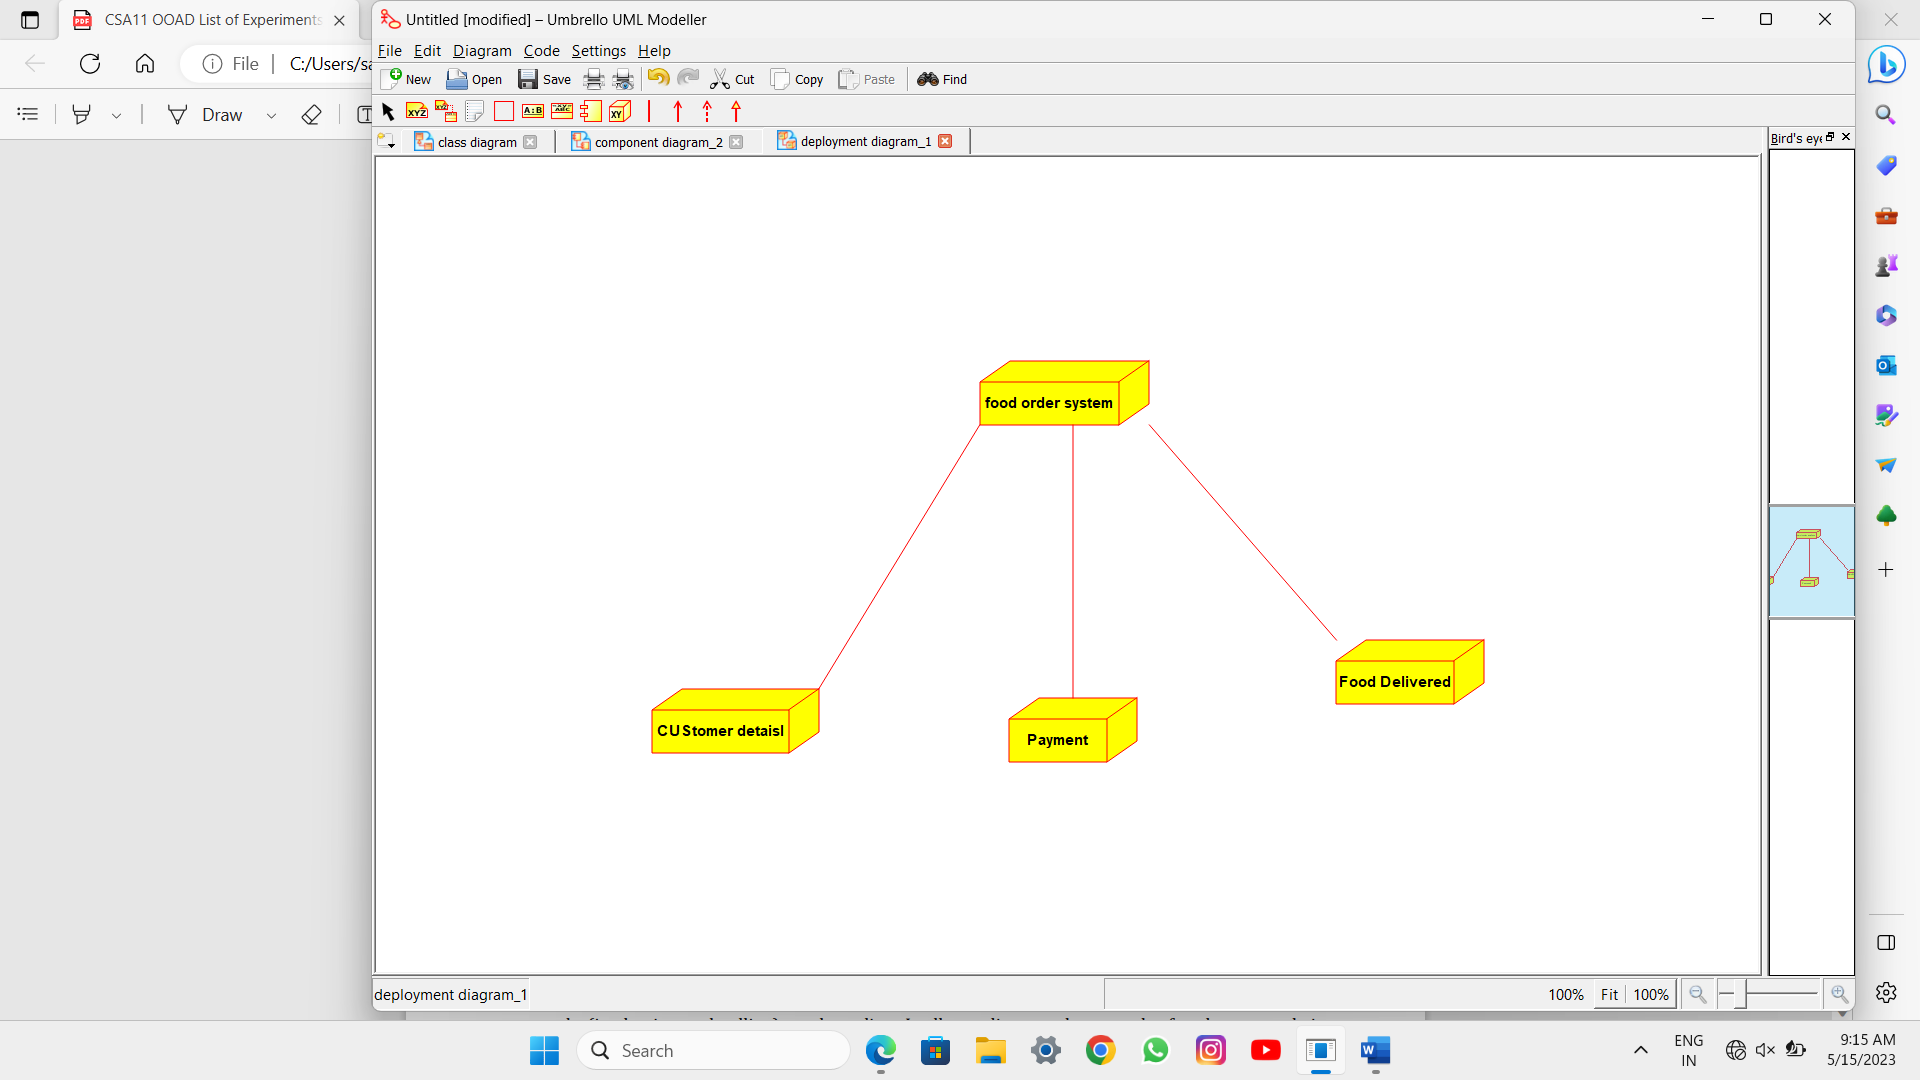 CSA11 OOAD List of Experiments
File
C:/Users/sa
Draw
Untitled [modified] – Umbrello UML Modeller
File Edit Diagram Code Settings Help
New Open Save Cut Copy Paste Find
class diagram component diagram_2 deployment diagram_1
Bird's eye
food order system
CUStomer detaisl
Payment
Food Delivered
deployment diagram_1
100% Fit 100%
Search
ENG
IN
9:15 AM
5/15/2023